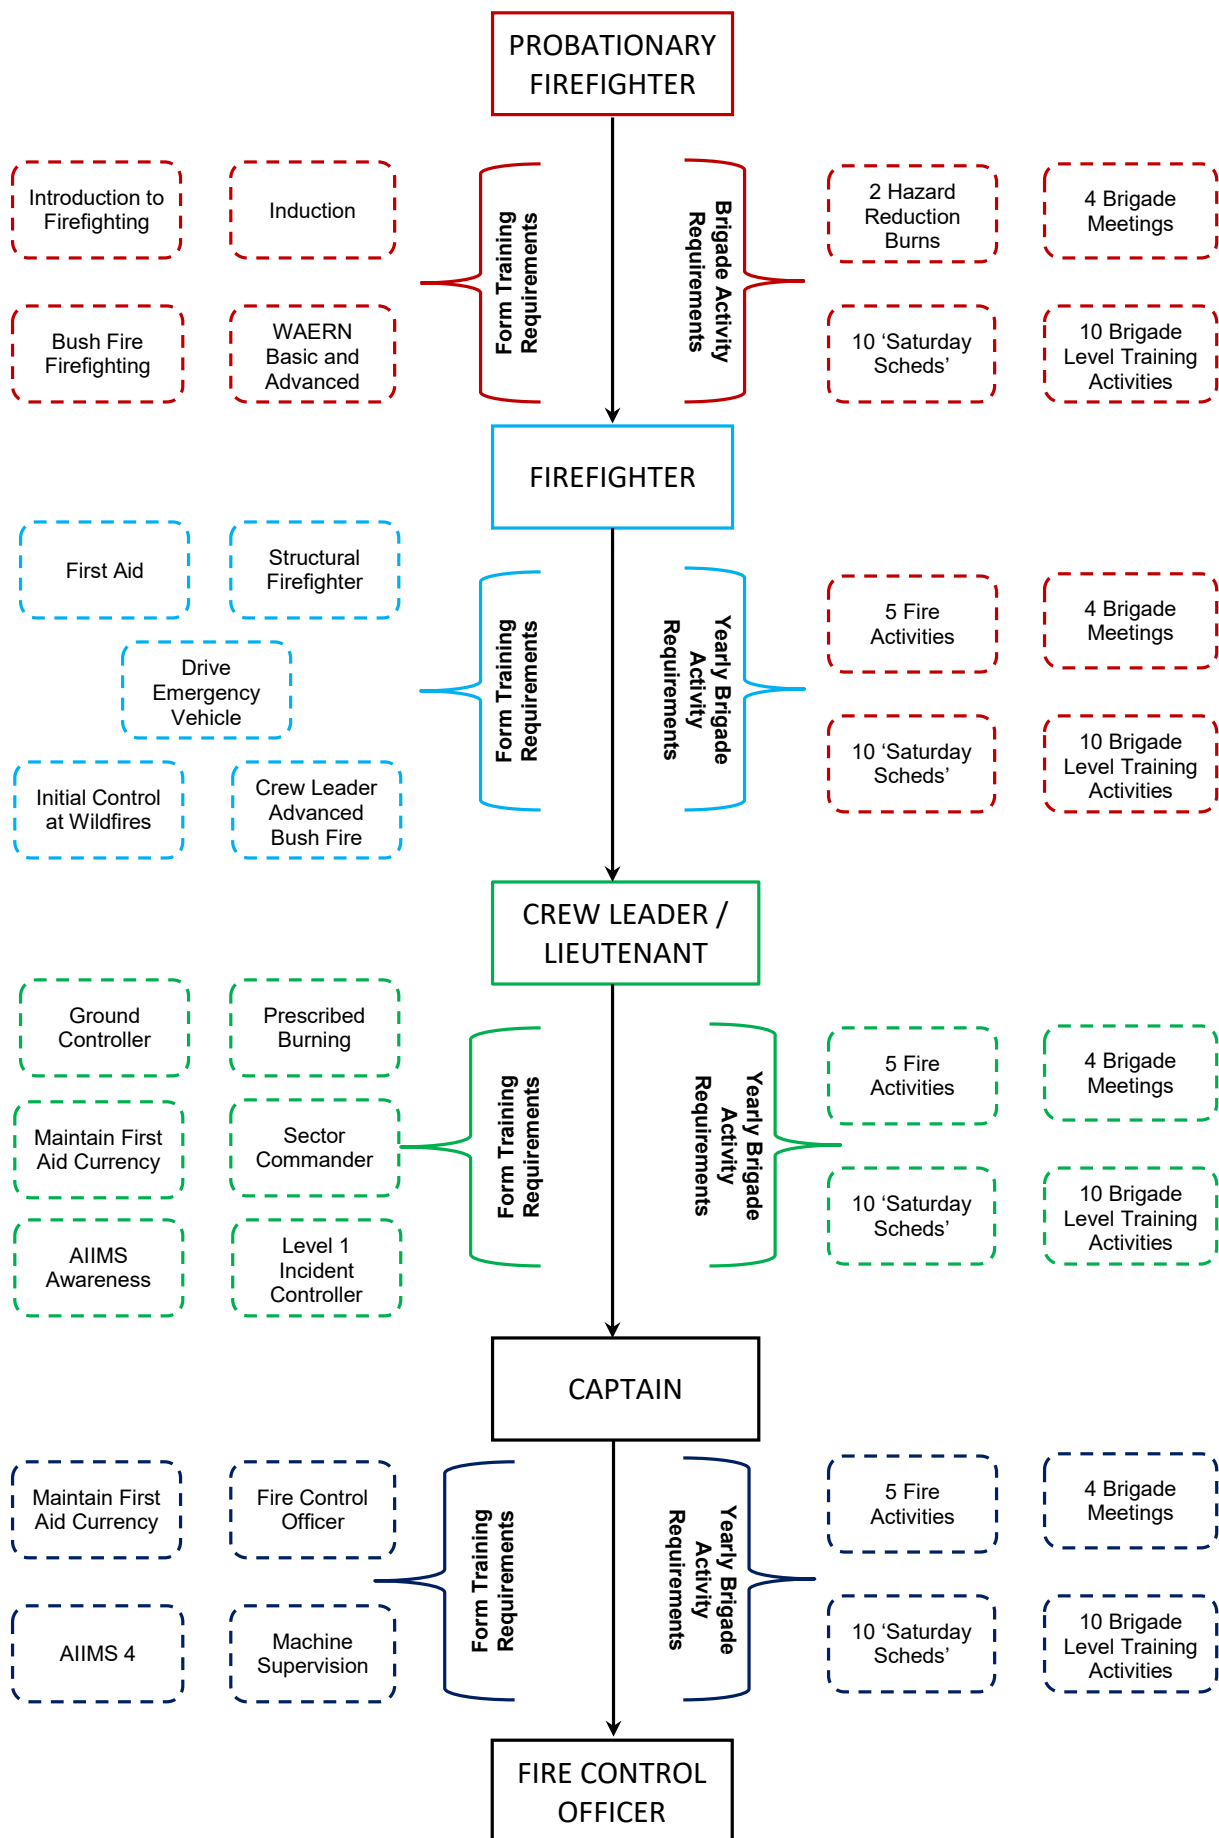 PROBATIONARY
FIREFIGHTER
Introduction to
Firefighting
Induction
Bush Fire
Firefighting
WAERN
Basic and
Advanced
Form Training
Requirements
Brigade Activity
Requirements
2 Hazard
Reduction
Burns
4 Brigade
Meetings
10 ‘Saturday
Scheds’
10 Brigade
Level Training
Activities
FIREFIGHTER
First Aid
Structural
Firefighter
Drive
Emergency
Vehicle
Initial Control
at Wildfires
Crew Leader
Advanced
Bush Fire
Form Training
Requirements
Yearly Brigade
Activity
Requirements
5 Fire
Activities
4 Brigade
Meetings
10 ‘Saturday
Scheds’
10 Brigade
Level Training
Activities
CREW LEADER /
LIEUTENANT
Ground
Controller
Prescribed
Burning
Maintain First
Aid Currency
Sector
Commander
AIIMS
Awareness
Level 1
Incident
Controller
Form Training
Requirements
Yearly Brigade
Activity
Requirements
5 Fire
Activities
4 Brigade
Meetings
10 ‘Saturday
Scheds’
10 Brigade
Level Training
Activities
CAPTAIN
Maintain First
Aid Currency
Fire Control
Officer
AIIMS 4
Machine
Supervision
Form Training
Requirements
Yearly Brigade
Activity
Requirements
5 Fire
Activities
4 Brigade
Meetings
10 ‘Saturday
Scheds’
10 Brigade
Level Training
Activities
FIRE CONTROL
OFFICER